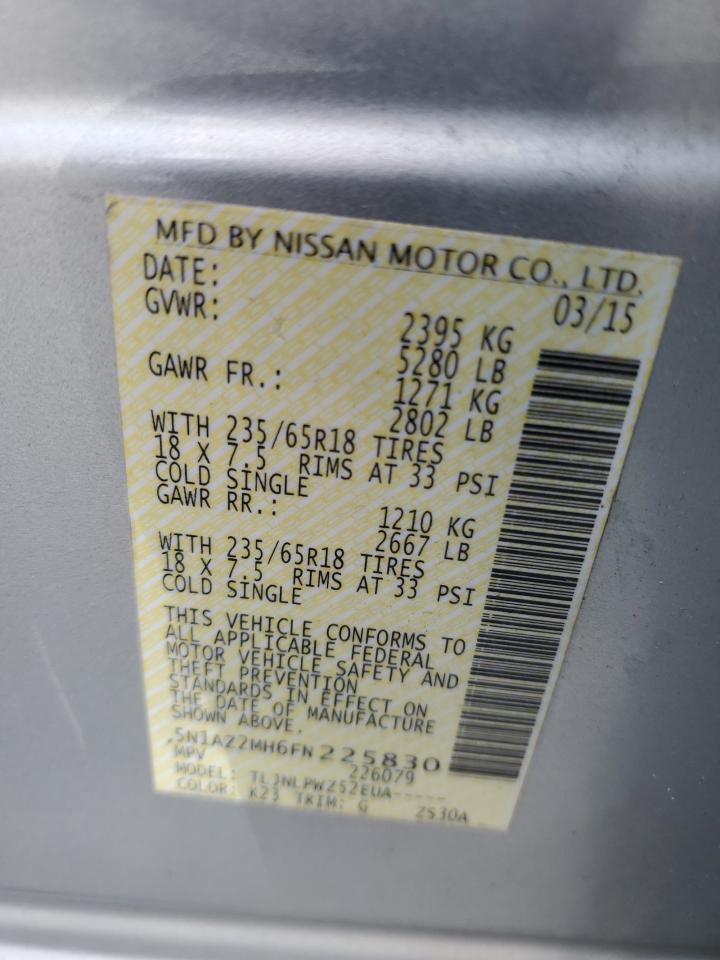 MFD BY NISSAN MOTOR CO., LTD.
DATE: 03/15
GVWR: 2395 KG
5280 LB
GAWR FR.: 1271 KG
2802 LB
WITH 235/65R18 TIRES
18 X 7.5 RIMS AT 33 PSI
COLD SINGLE
GAWR RR.: 1210 KG
2667 LB
WITH 235/65R18 TIRES
18 X 7.5 RIMS AT 33 PSI
COLD SINGLE
THIS VEHICLE CONFORMS TO
ALL APPLICABLE FEDERAL
MOTOR VEHICLE SAFETY AND
THEFT PREVENTION
STANDARDS IN EFFECT ON
THE DATE OF MANUFACTURE
SHOWN ABOVE.
5N1AZ2MH6FN225830
MPV 226079
MODEL: TLJNLPWZ52EUA-----
COLOR: K23 TRIM: G ZS30A